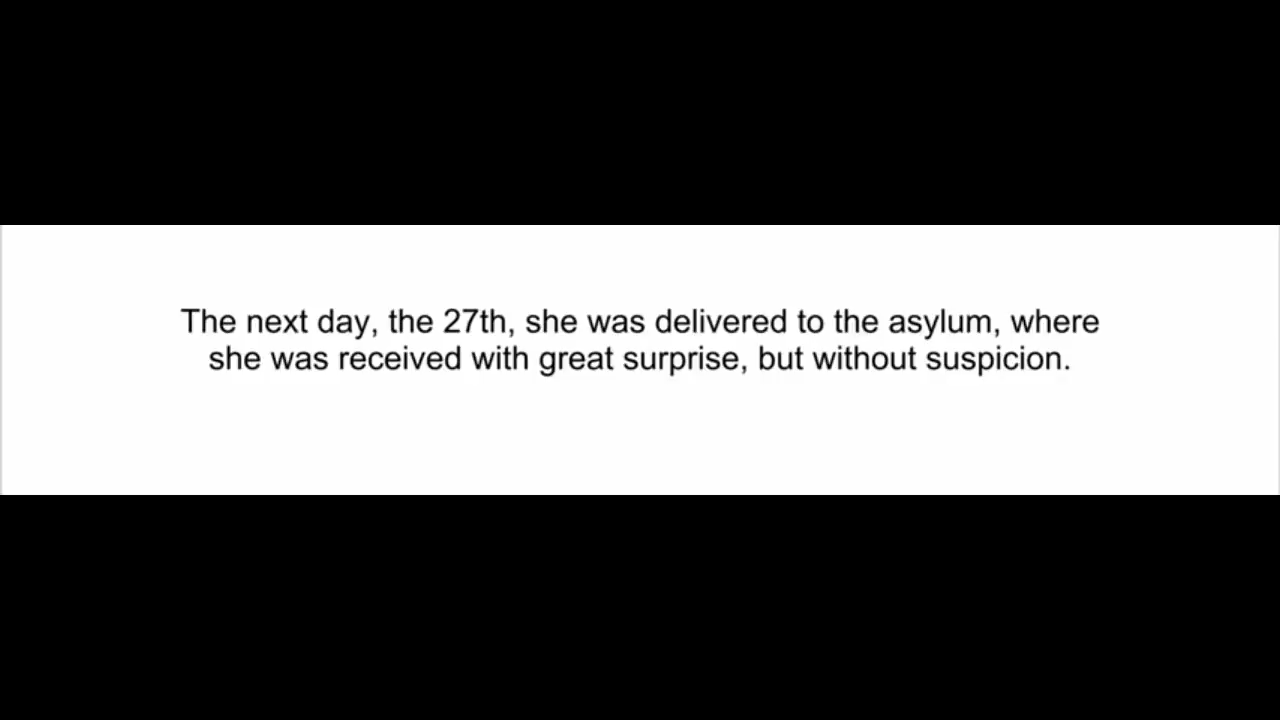 The next day, the 27th, she was delivered to the asylum, where
she was received with great surprise, but without suspicion.